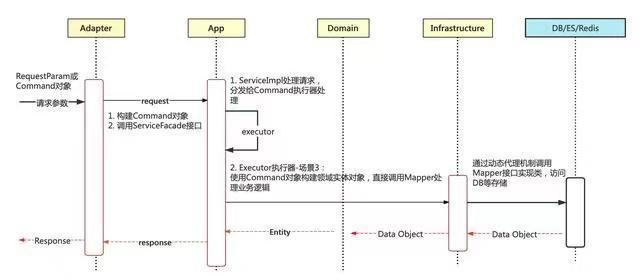 Adapter
App
Domain
Infrastructure
DB/ES/Redis
RequestParam或
Command对象
请求参数
request
1. 构建Command对象
2. 调用ServiceFacade接口
1. ServiceImpl处理请求，
分发给Command执行器处
理
executor
2. Executor执行器-场景3：
使用Command对象构建领域实体对象，直接调用Mapper处
理业务逻辑
通过动态代理机制调用
Mapper接口实现类，访问
DB等存储
Response
response
Entity
Data Object
Data Object